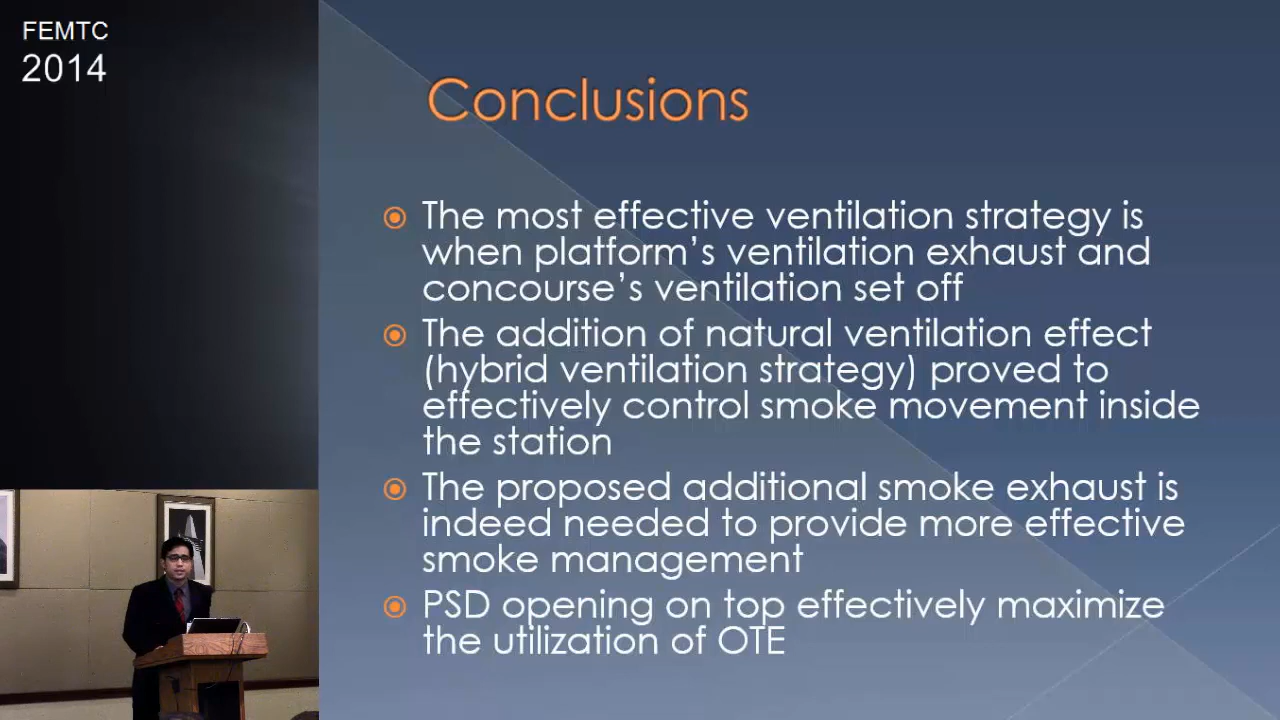 FEMTC
2014
Conclusions
The most effective ventilation strategy is
when platform's ventilation exhaust and
concourse's ventilation set off
The addition of natural ventilation effect
(hybrid ventilation strategy) proved to
effectively control smoke movement inside
the station
The proposed additional smoke exhaust is
indeed needed to provide more effective
smoke management
PSD opening on top effectively maximize
the utilization of OTE